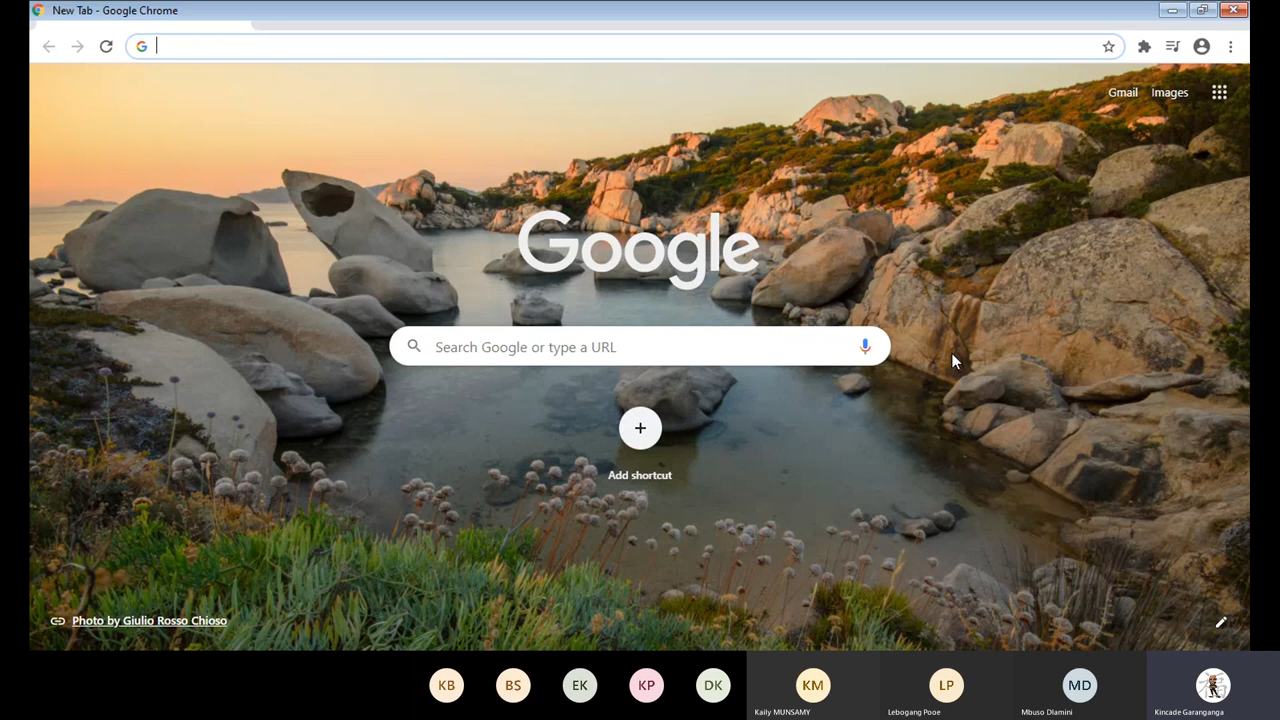 New Tab - Google Chrome
Gmail Images
Google
Search Google or type a URL
Add shortcut
Photo by Giulio Rosso Chioso
KB BS EK KP DK KM LP MD
Kaily MUNSAMY Lebogang Pooe Mbuso Dlamini Kincade Garanganga